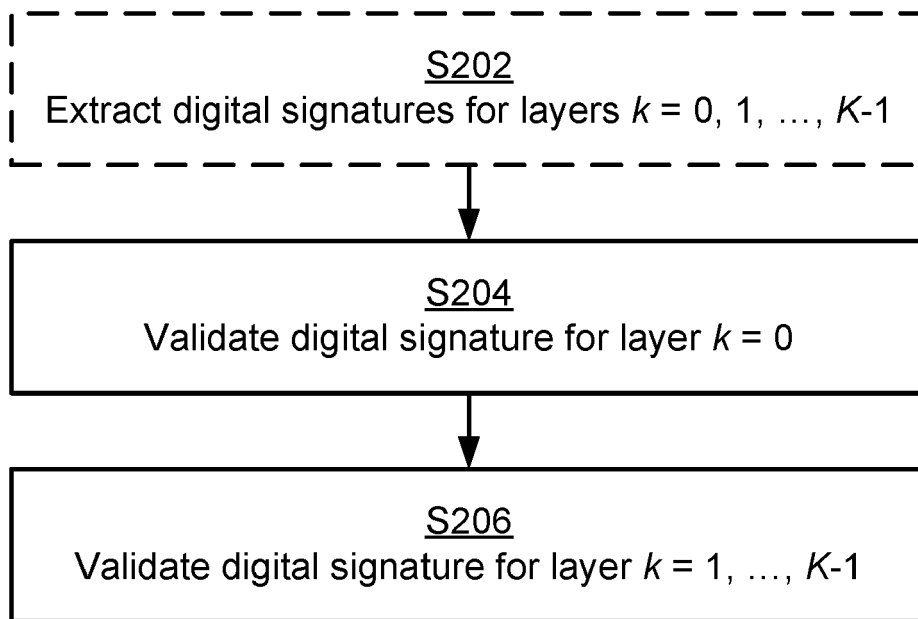 S202
Extract digital signatures for layers k = 0, 1, ..., K-1
S204
Validate digital signature for layer k = 0
S206
Validate digital signature for layer k = 1, ..., K-1